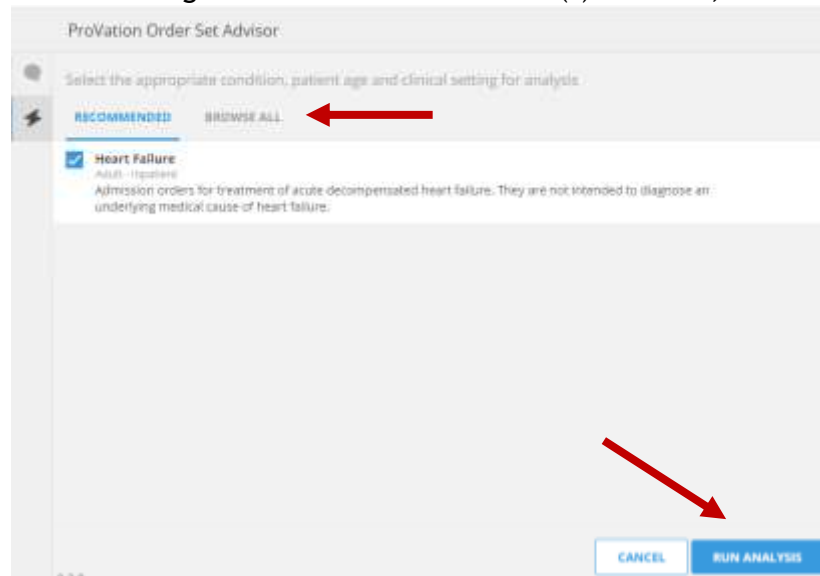 ProVation Order Set Advisor
Select the appropriate condition, patient age and clinical setting for analysis
RECOMMENDED BROWSE ALL
Heart Failure
Adult - Inpatient
Admission orders for treatment of acute decompensated heart failure. They are not intended to diagnose an
underlying medical cause of heart failure.
CANCEL RUN ANALYSIS